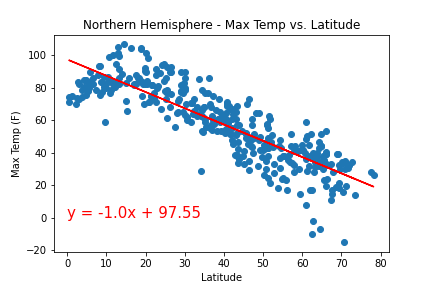 Northern Hemisphere - Max Temp vs. Latitude
Max Temp (F)
100
80
60
40
20
0
−20
y = -1.0x + 97.55
0 10 20 30 40 50 60 70 80
Latitude